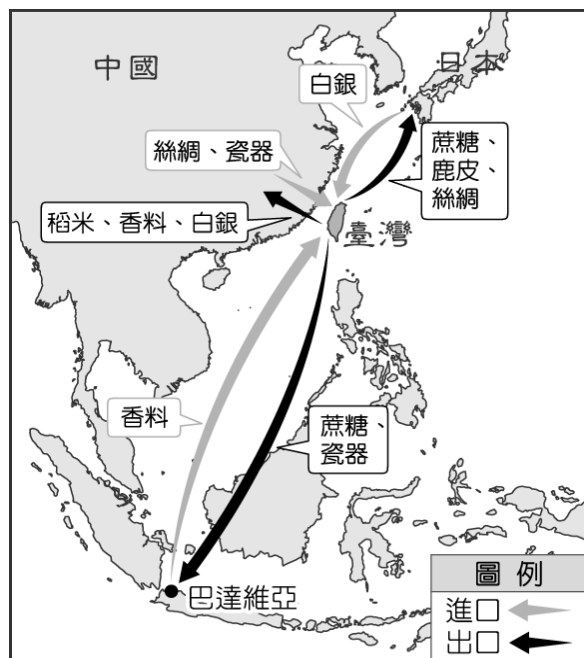 中國
日本
白銀
絲綢、瓷器
蔗糖、
鹿皮、
絲綢
稻米、香料、白銀
臺灣
香料
蔗糖、
瓷器
巴達維亞
圖例
進口
出口